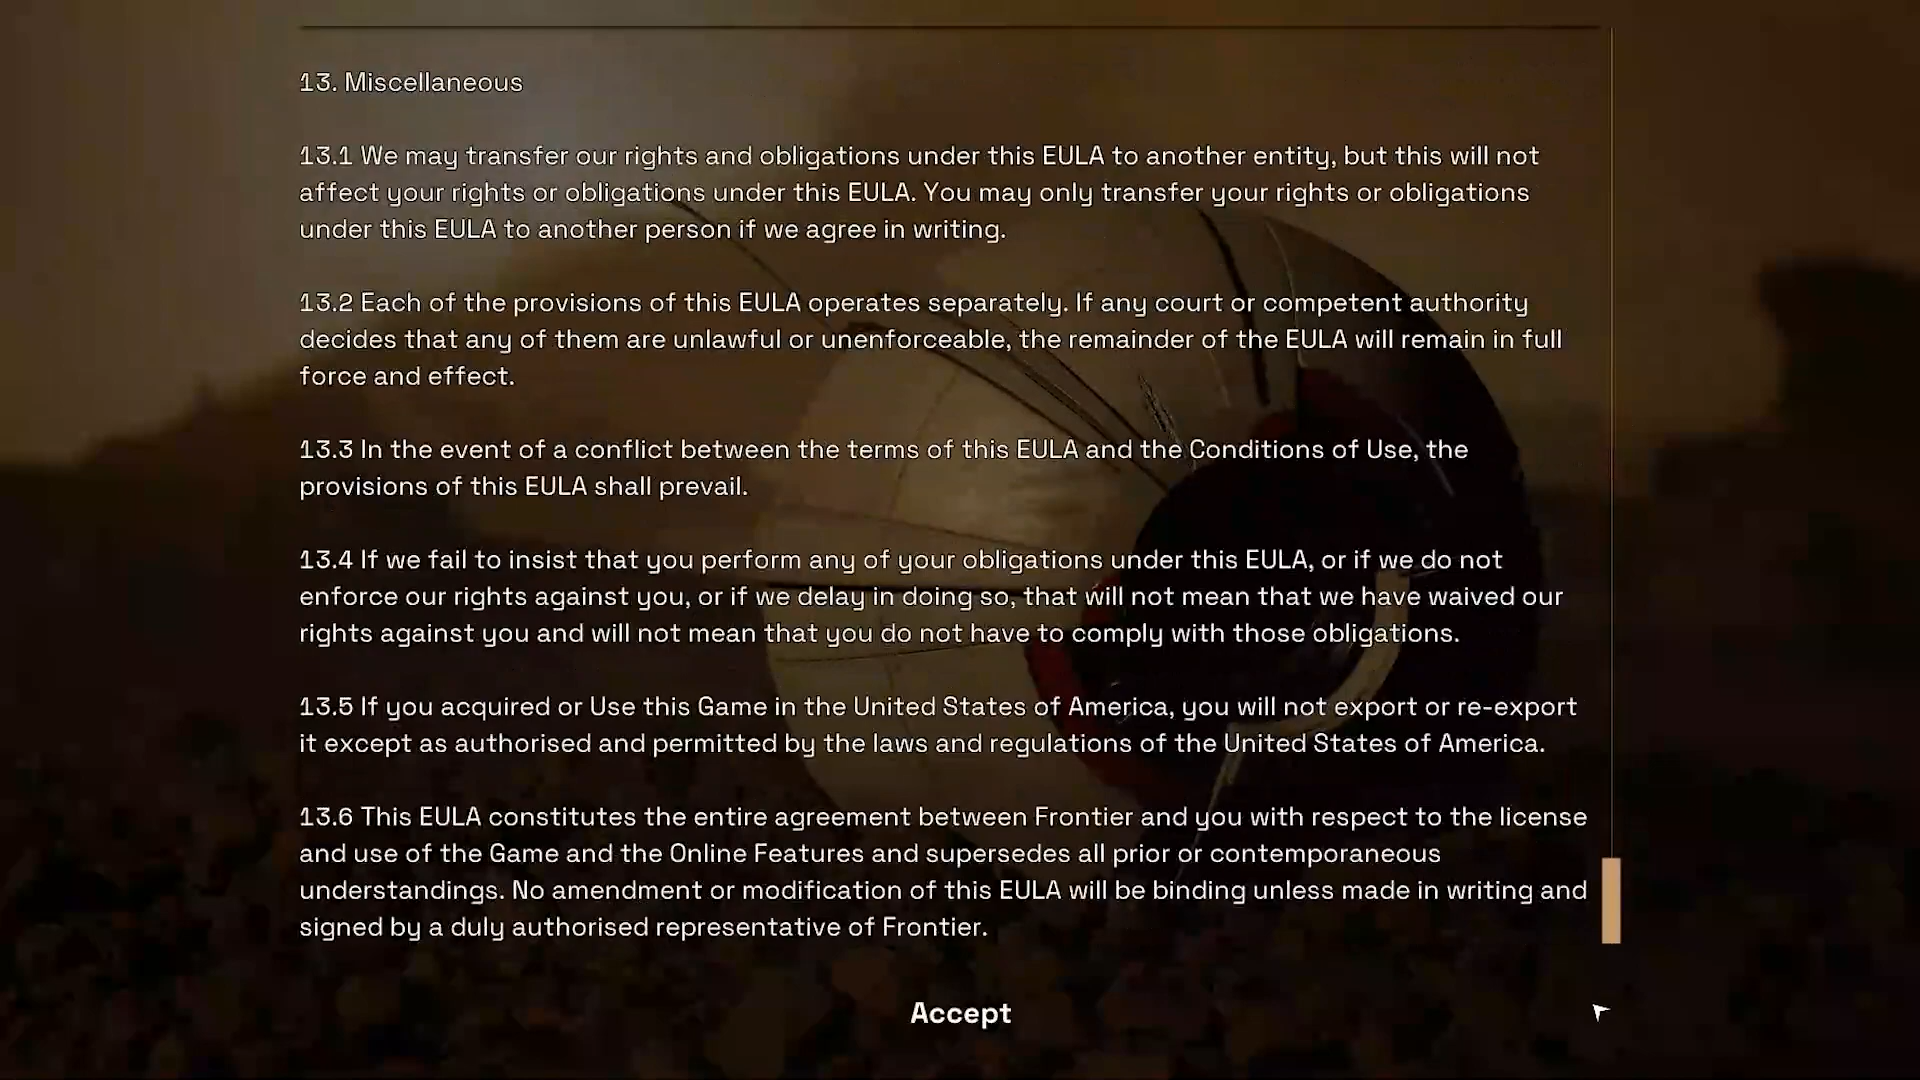 13. Miscellaneous
13.1 We may transfer our rights and obligations under this EULA to another entity, but this will not
affect your rights or obligations under this EULA. You may only transfer your rights or obligations
under this EULA to another person if we agree in writing.
13.2 Each of the provisions of this EULA operates separately. If any court or competent authority
decides that any of them are unlawful or unenforceable, the remainder of the EULA will remain in full
force and effect.
13.3 In the event of a conflict between the terms of this EULA and the Conditions of Use, the
provisions of this EULA shall prevail.
13.4 If we fail to insist that you perform any of your obligations under this EULA, or if we do not
enforce our rights against you, or if we delay in doing so, that will not mean that we have waived our
rights against you and will not mean that you do not have to comply with those obligations.
13.5 If you acquired or Use this Game in the United States of America, you will not export or re-export
it except as authorised and permitted by the laws and regulations of the United States of America.
13.6 This EULA constitutes the entire agreement between Frontier and you with respect to the license
and use of the Game and the Online Features and supersedes all prior or contemporaneous
understandings. No amendment or modification of this EULA will be binding unless made in writing and
signed by a duly authorised representative of Frontier.
Accept